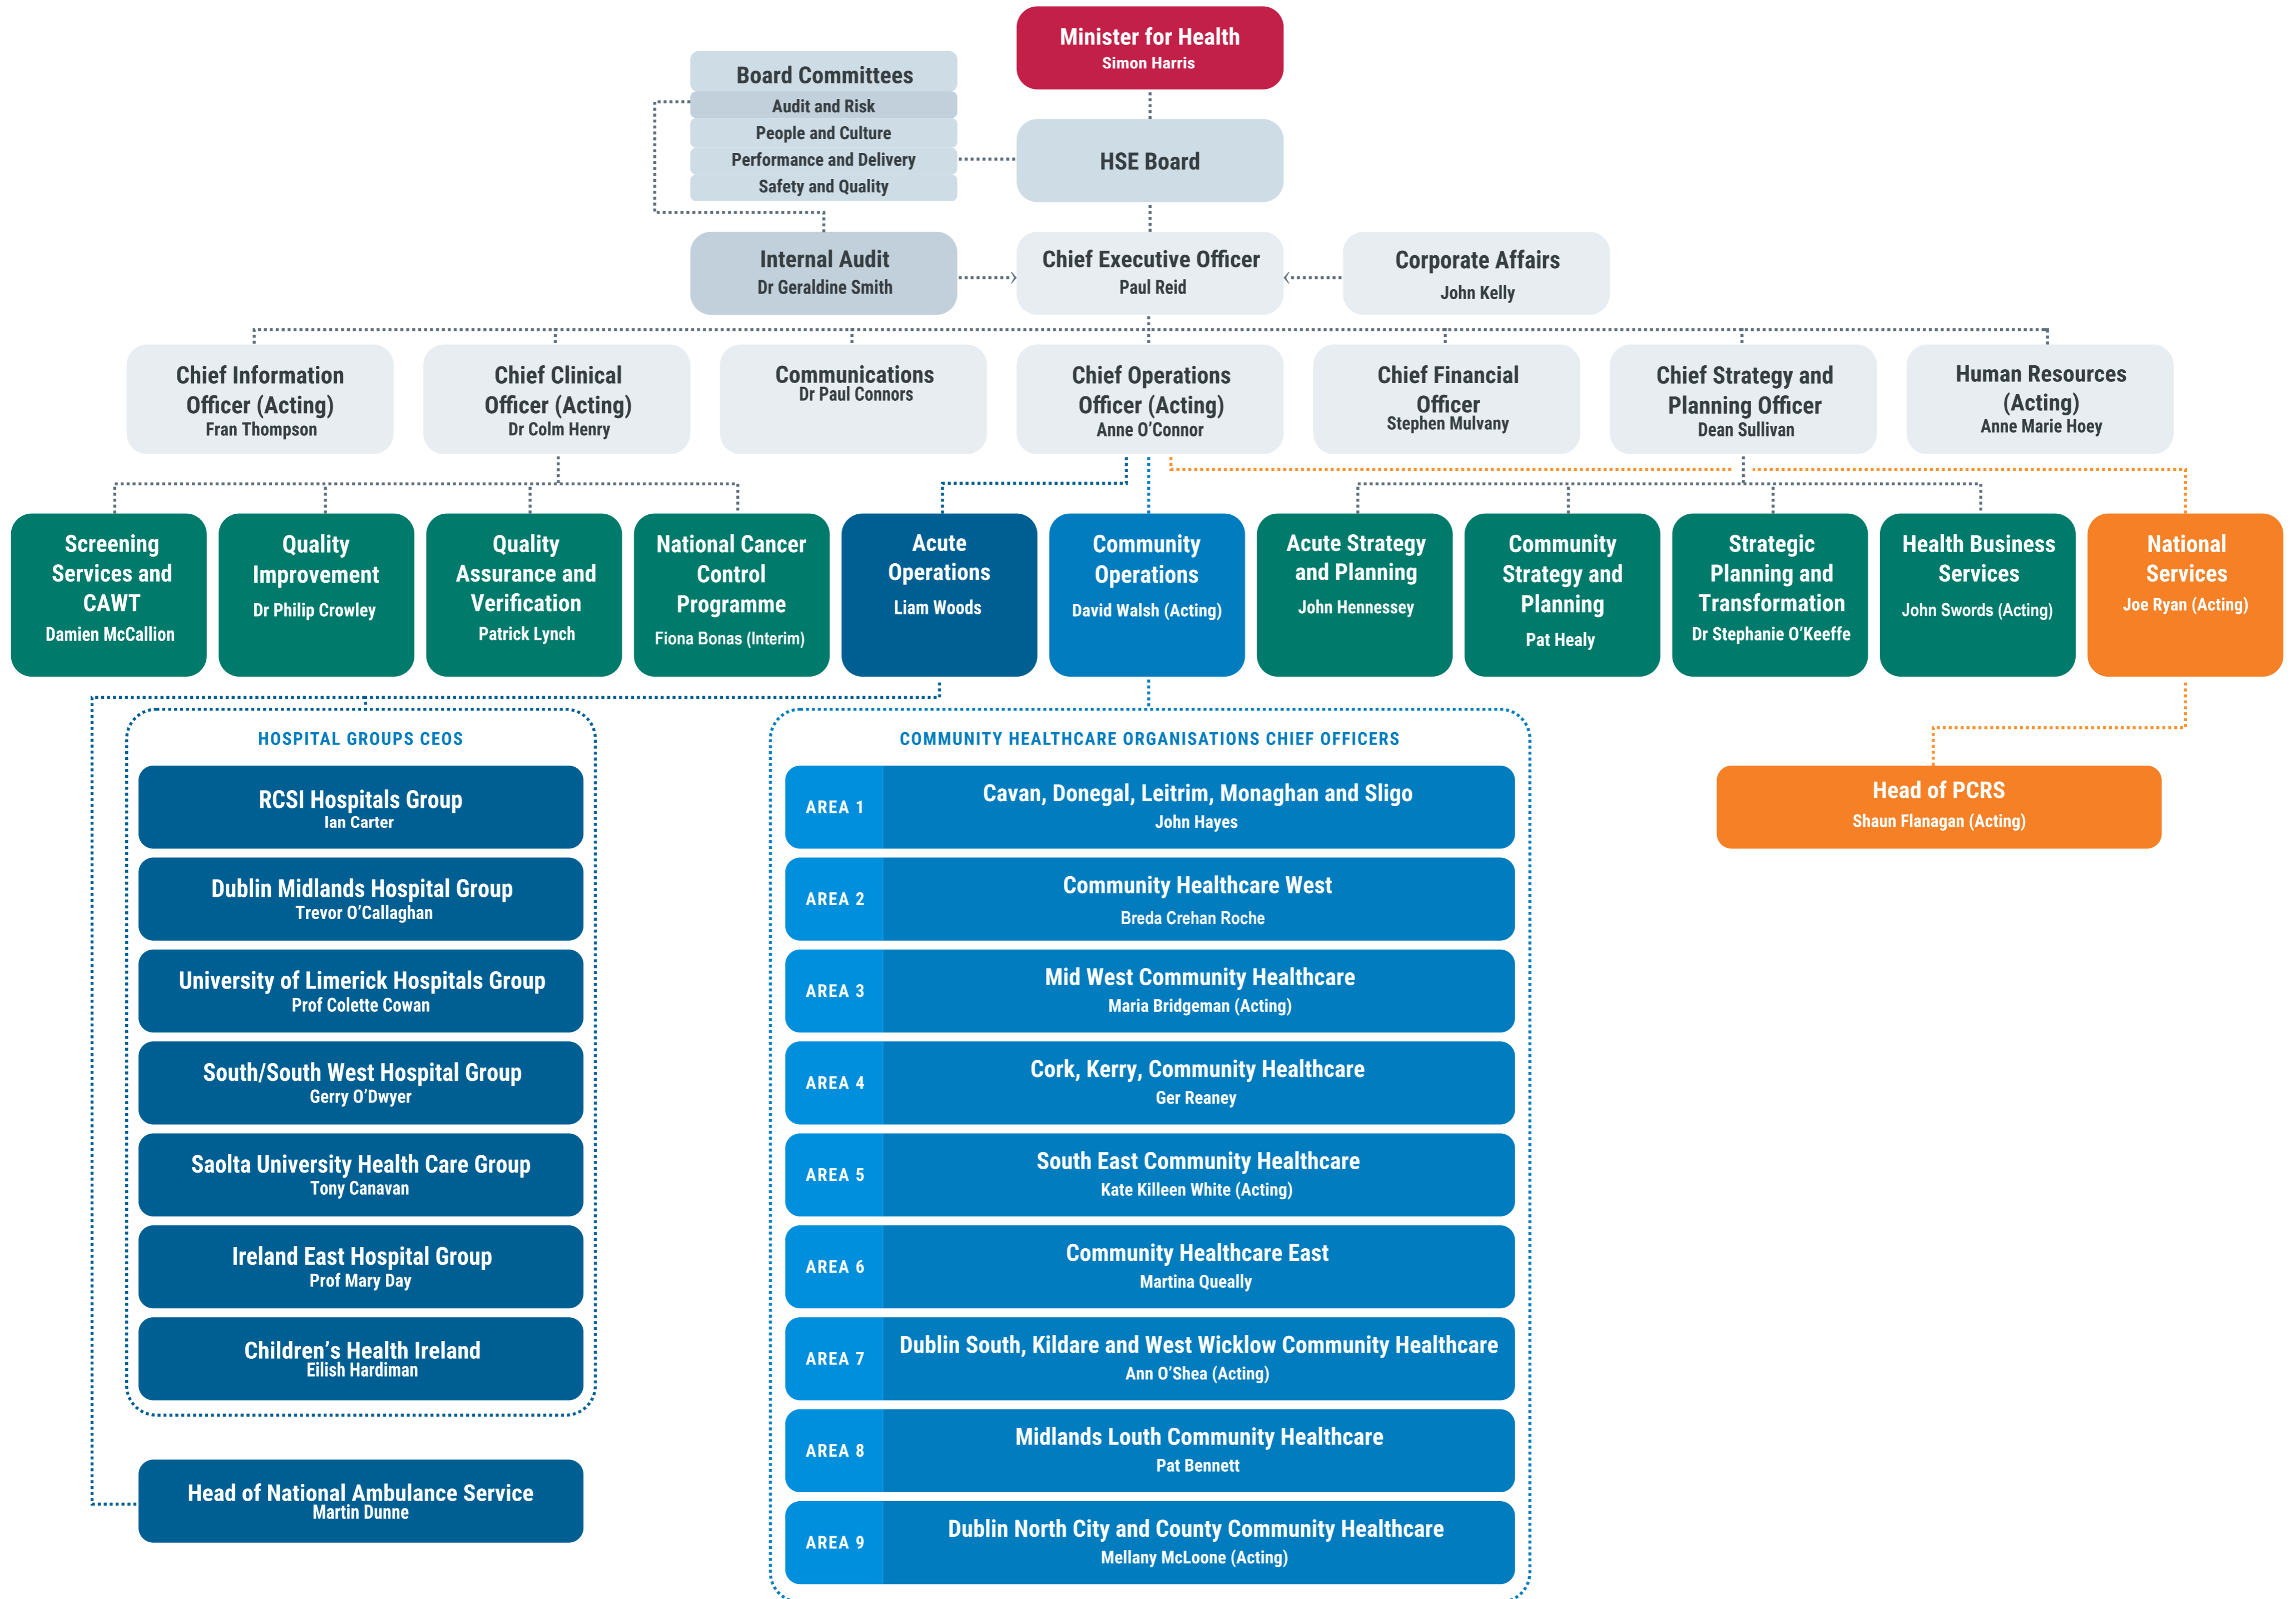 Minister for Health
Simon Harris
Board Committees
Audit and Risk
People and Culture
Performance and Delivery
Safety and Quality
HSE Board
Internal Audit
Dr Geraldine Smith
Chief Executive Officer
Paul Reid
Corporate Affairs
John Kelly
Chief Information
Officer (Acting)
Fran Thompson
Chief Clinical
Officer (Acting)
Dr Colm Henry
Communications
Dr Paul Connors
Chief Operations
Officer (Acting)
Anne O’Connor
Chief Financial
Officer
Stephen Mulvany
Chief Strategy and
Planning Officer
Dean Sullivan
Human Resources
(Acting)
Anne Marie Hoey
Screening
Services and
CAWT
Damien McCallion
Quality
Improvement
Dr Philip Crowley
Quality
Assurance and
Verification
Patrick Lynch
National Cancer
Control
Programme
Fiona Bonas (Interim)
Acute
Operations
Liam Woods
Community
Operations
David Walsh (Acting)
Acute Strategy
and Planning
John Hennessey
Community
Strategy and
Planning
Pat Healy
Strategic
Planning and
Transformation
Dr Stephanie O’Keeffe
Health Business
Services
John Swords (Acting)
National
Services
Joe Ryan (Acting)
HOSPITAL GROUPS CEOS
RCSI Hospitals Group
Ian Carter
Dublin Midlands Hospital Group
Trevor O’Callaghan
University of Limerick Hospitals Group
Prof Colette Cowan
South/South West Hospital Group
Gerry O’Dwyer
Saolta University Health Care Group
Tony Canavan
Ireland East Hospital Group
Prof Mary Day
Children’s Health Ireland
Eilish Hardiman
Head of National Ambulance Service
Martin Dunne
COMMUNITY HEALTHCARE ORGANISATIONS CHIEF OFFICERS
AREA 1
Cavan, Donegal, Leitrim, Monaghan and Sligo
John Hayes
AREA 2
Community Healthcare West
Breda Crehan Roche
AREA 3
Mid West Community Healthcare
Maria Bridgeman (Acting)
AREA 4
Cork, Kerry, Community Healthcare
Ger Reaney
AREA 5
South East Community Healthcare
Kate Killeen White (Acting)
AREA 6
Community Healthcare East
Martina Queally
AREA 7
Dublin South, Kildare and West Wicklow Community Healthcare
Ann O’Shea (Acting)
AREA 8
Midlands Louth Community Healthcare
Pat Bennett
AREA 9
Dublin North City and County Community Healthcare
Mellany McLoone (Acting)
Head of PCRS
Shaun Flanagan (Acting)